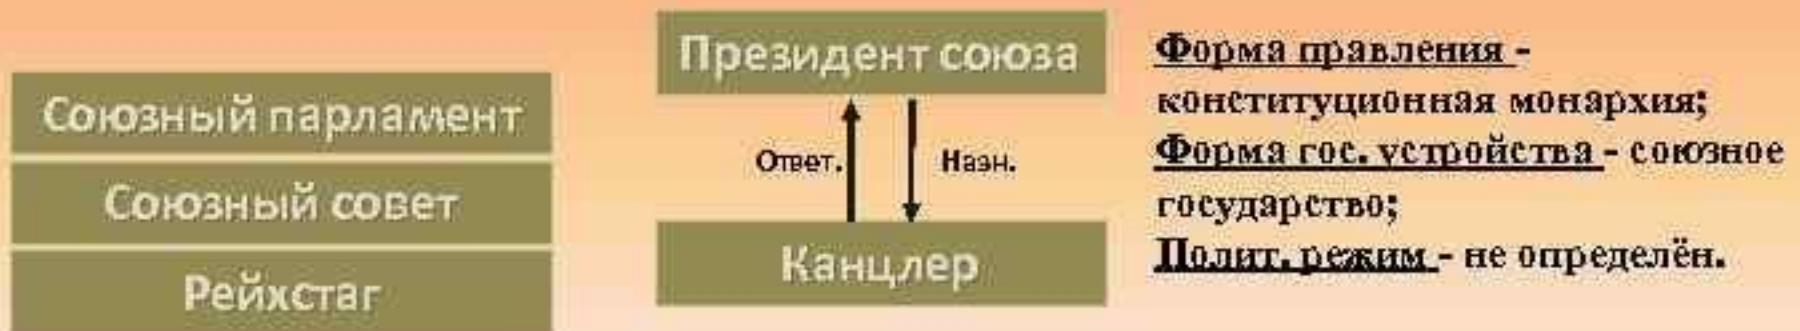 Союзный парламент
Союзный совет
Рейхстаг
Президент союза
Ответ.
Назн.
Канцлер
Форма правления -
конституционная монархия;
Форма гос. устройства - союзное
государство;
Полит. режим - не определён.